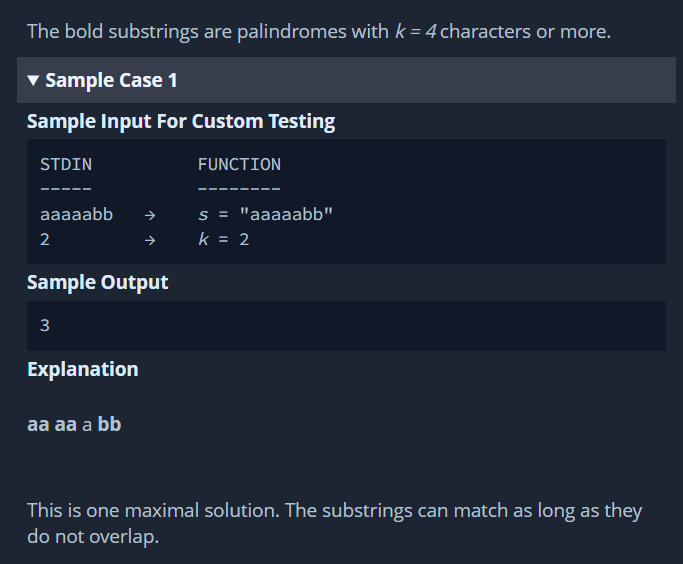 The bold substrings are palindromes with k = 4 characters or more.
▼ Sample Case 1
Sample Input For Custom Testing
STDIN FUNCTION
----- --------
aaaaabb → s = "aaaaabb"
2 → k = 2
Sample Output
3
Explanation
aa aa a bb
This is one maximal solution. The substrings can match as long as they
do not overlap.